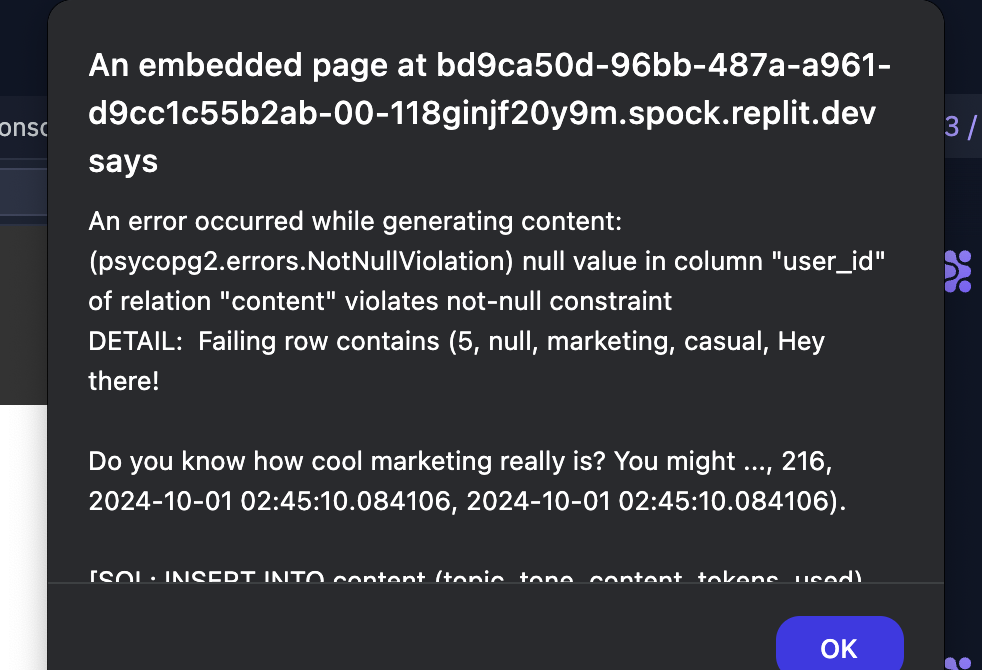 An embedded page at bd9ca50d-96bb-487a-a961-
d9cc1c55b2ab-00-118ginjf20y9m.spock.replit.dev
says
onsc
3 /
An error occurred while generating content:
(psycopg2.errors.NotNullViolation) null value in column "user_id"
of relation "content" violates not-null constraint
DETAIL:  Failing row contains (5, null, marketing, casual, Hey
there!
Do you know how cool marketing really is? You might ..., 216,
2024-10-01 02:45:10.084106, 2024-10-01 02:45:10.084106).
[SQL: INSERT INTO content (topic, tone, content, tokens_used)
OK